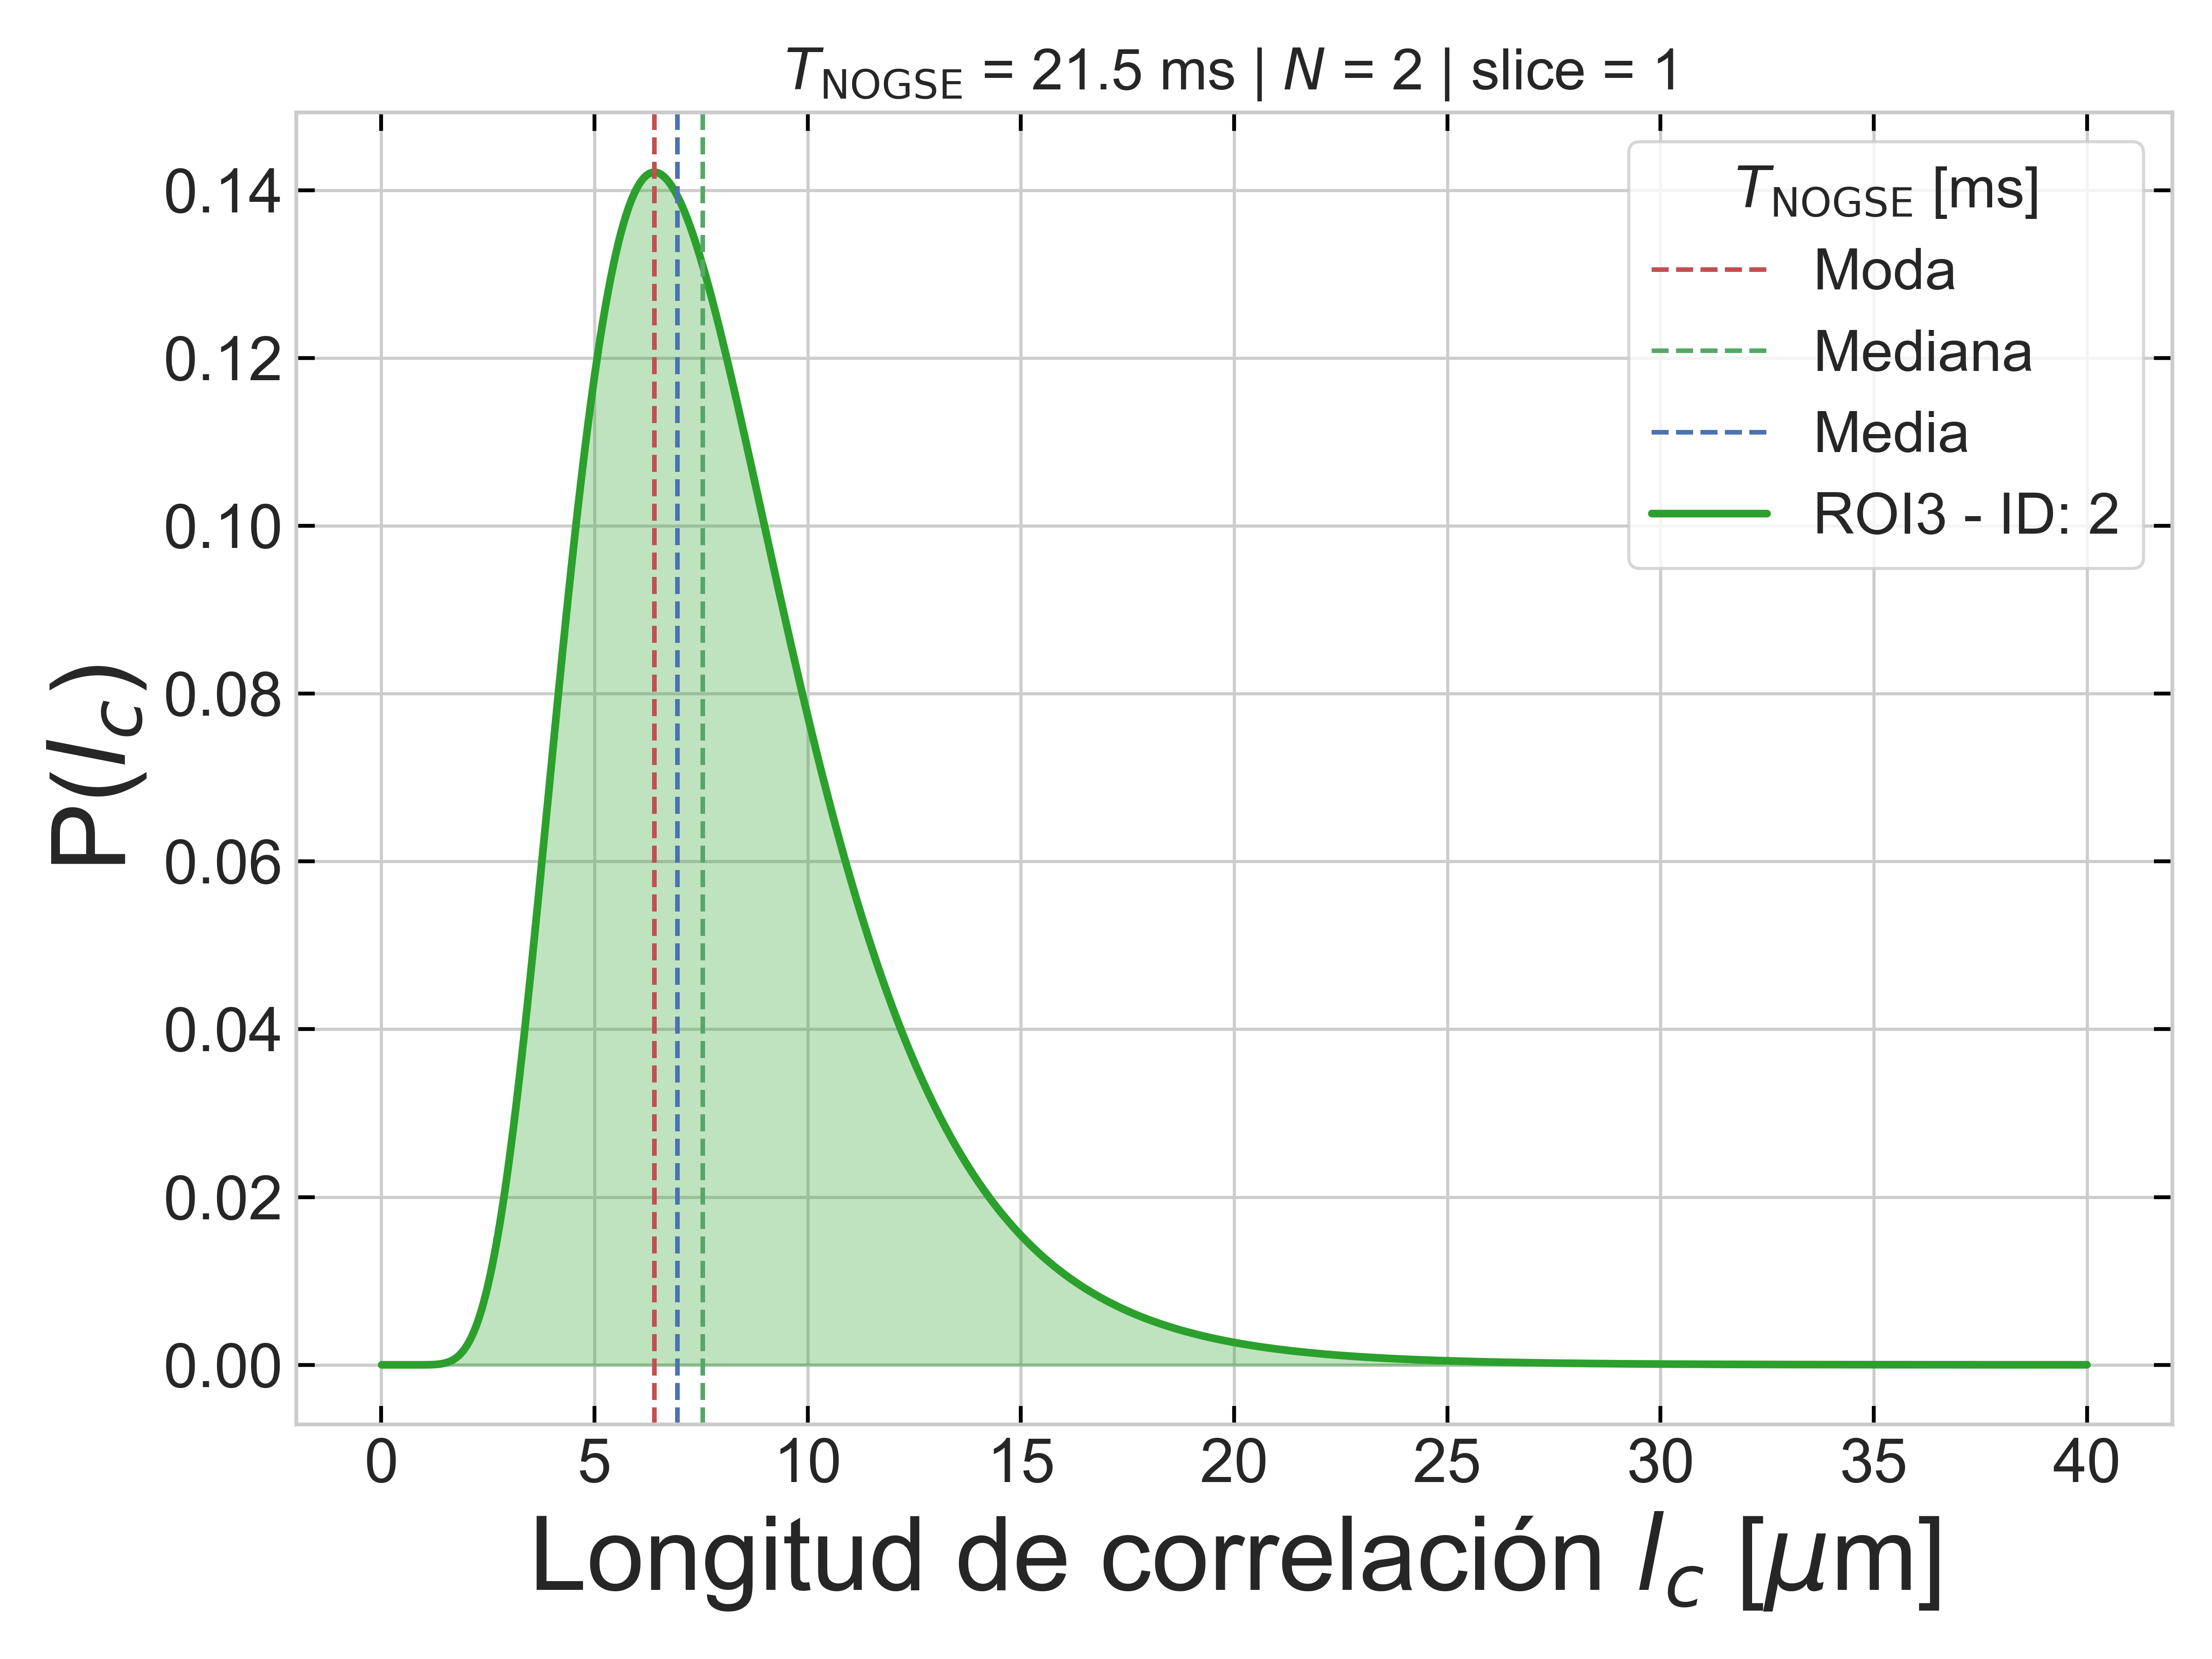 T_NOGSE = 21.5 ms | N = 2 | slice = 1
T_NOGSE [ms]
Moda
Mediana
Media
ROI3 - ID: 2
P(l_c)
0.14
0.12
0.10
0.08
0.06
0.04
0.02
0.00
0 5 10 15 20 25 30 35 40
Longitud de correlación l_c [μm]